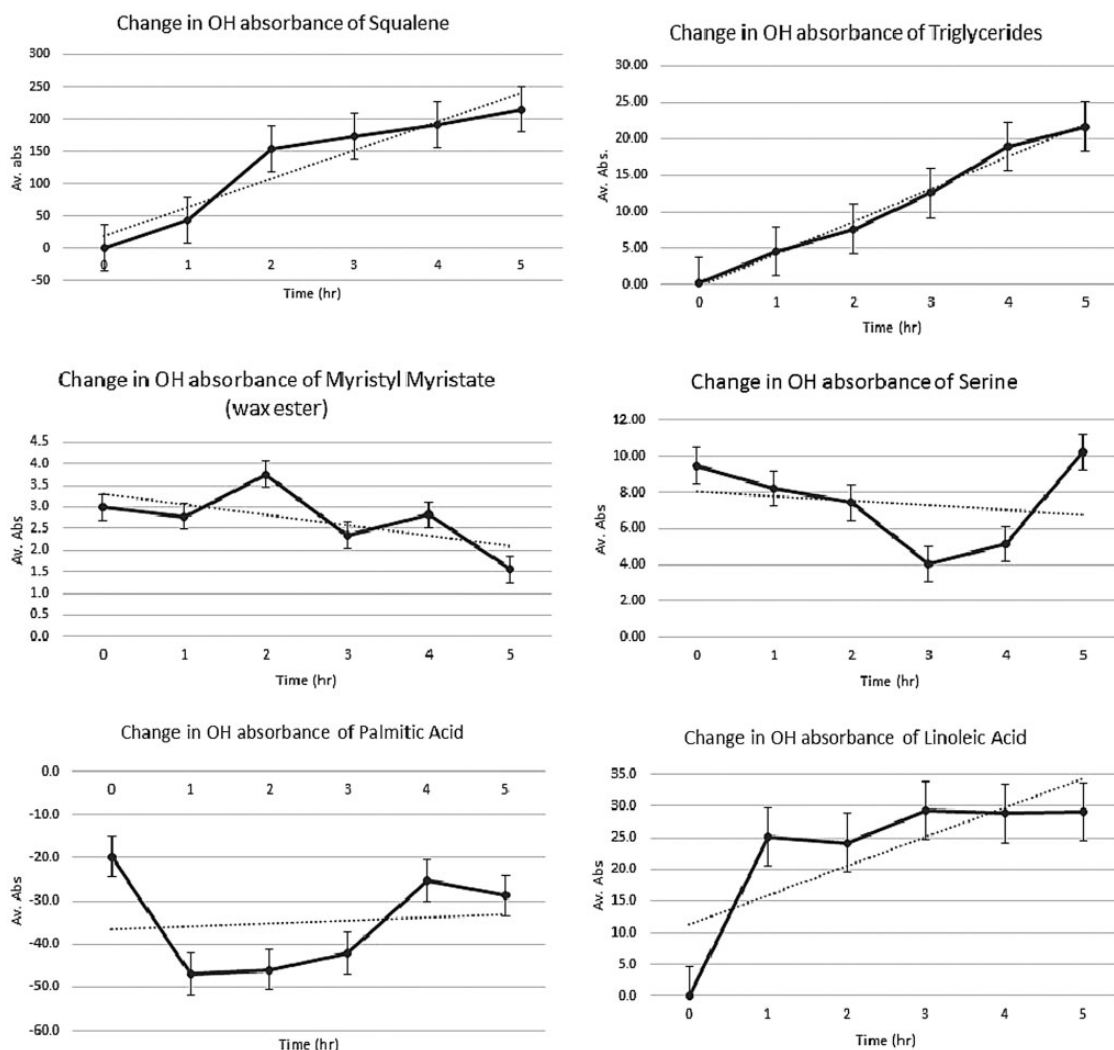 Change in OH absorbance of Squalene
300
250
200
150
100
50
0
-50
Av. abs
0 1 2 3 4 5
Time (hr)
Change in OH absorbance of Triglycerides
30.00
25.00
20.00
15.00
10.00
5.00
0.00
Av. Abs.
0 1 2 3 4 5
Time (hr)
Change in OH absorbance of Myristyl Myristate
(wax ester)
4.5
4.0
3.5
3.0
2.5
2.0
1.5
1.0
0.5
0.0
Av. Abs
0 1 2 3 4 5
Time (hr)
Change in OH absorbance of Serine
12.00
10.00
8.00
6.00
4.00
2.00
0.00
Av. Abs
0 1 2 3 4 5
Time (hr)
Change in OH absorbance of Palmitic Acid
0.0
-10.0
-20.0
-30.0
-40.0
-50.0
-60.0
Av. Abs
0 1 2 3 4 5
Time (hr)
Change in OH absorbance of Linoleic Acid
35.0
30.0
25.0
20.0
15.0
10.0
5.0
0.0
Av. Abs
0 1 2 3 4 5
Time (hr)